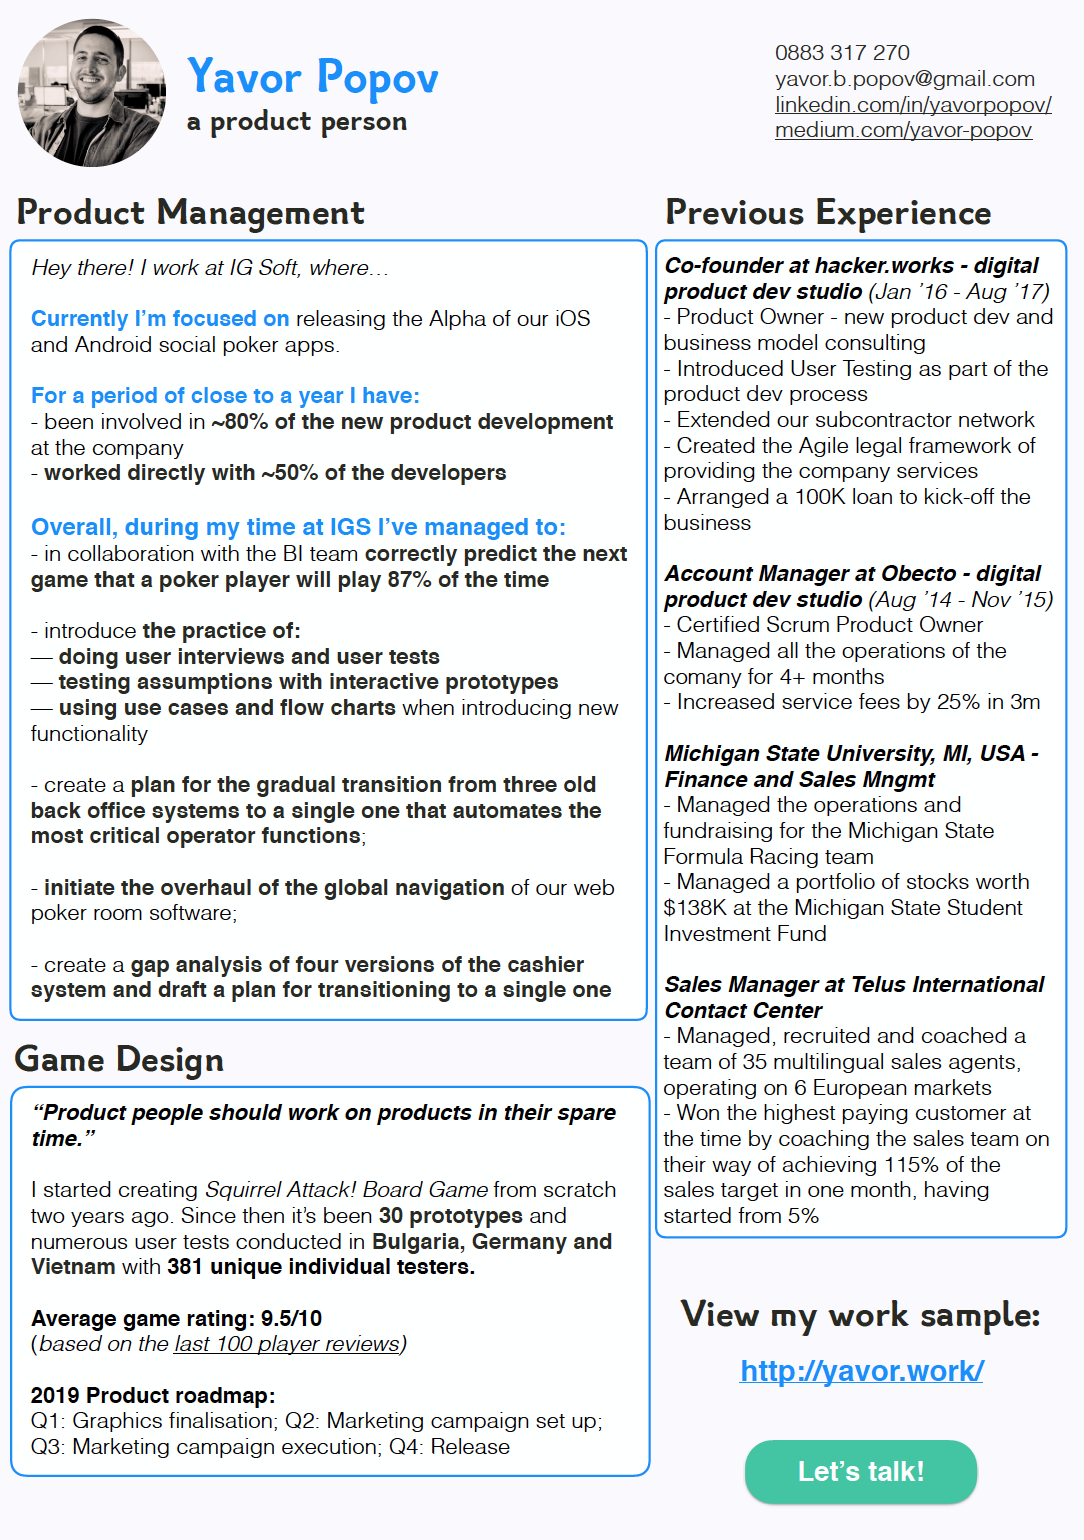 Yavor Popov
a product person
0883 317 270
yavor.b.popov@gmail.com
linkedin.com/in/yavorpopov/
medium.com/yavor-popov
Product Management
Hey there! I work at IG Soft, where…
Currently I’m focused on releasing the Alpha of our iOS
and Android social poker apps.
For a period of close to a year I have:
- been involved in ~80% of the new product development
at the company
- worked directly with ~50% of the developers
Overall, during my time at IGS I’ve managed to:
- in collaboration with the BI team correctly predict the next
game that a poker player will play 87% of the time
- introduce the practice of:
— doing user interviews and user tests
— testing assumptions with interactive prototypes
— using use cases and flow charts when introducing new
functionality
- create a plan for the gradual transition from three old
back office systems to a single one that automates the
most critical operator functions;
- initiate the overhaul of the global navigation of our web
poker room software;
- create a gap analysis of four versions of the cashier
system and draft a plan for transitioning to a single one
Game Design
“Product people should work on products in their spare
time.”
I started creating Squirrel Attack! Board Game from scratch
two years ago. Since then it’s been 30 prototypes and
numerous user tests conducted in Bulgaria, Germany and
Vietnam with 381 unique individual testers.
Average game rating: 9.5/10
(based on the last 100 player reviews)
2019 Product roadmap:
Q1: Graphics finalisation; Q2: Marketing campaign set up;
Q3: Marketing campaign execution; Q4: Release
Previous Experience
Co-founder at hacker.works - digital
product dev studio (Jan ’16 - Aug ’17)
- Product Owner - new product dev and
business model consulting
- Introduced User Testing as part of the
product dev process
- Extended our subcontractor network
- Created the Agile legal framework of
providing the company services
- Arranged a 100K loan to kick-off the
business
Account Manager at Obecto - digital
product dev studio (Aug ’14 - Nov ’15)
- Certified Scrum Product Owner
- Managed all the operations of the
comany for 4+ months
- Increased service fees by 25% in 3m
Michigan State University, MI, USA -
Finance and Sales Mngmt
- Managed the operations and
fundraising for the Michigan State
Formula Racing team
- Managed a portfolio of stocks worth
$138K at the Michigan State Student
Investment Fund
Sales Manager at Telus International
Contact Center
- Managed, recruited and coached a
team of 35 multilingual sales agents,
operating on 6 European markets
- Won the highest paying customer at
the time by coaching the sales team on
their way of achieving 115% of the
sales target in one month, having
started from 5%
View my work sample:
http://yavor.work/
Let’s talk!